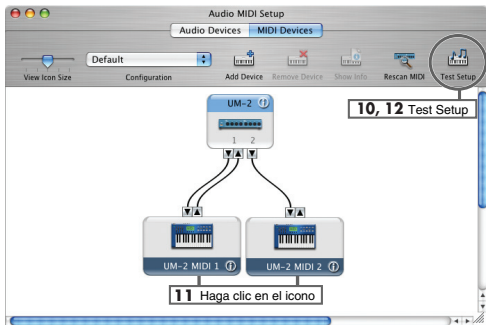 Audio MIDI Setup
Audio Devices MIDI Devices
Default
View Icon Size Configuration Add Device Remove Device Show Info Rescan MIDI Test Setup
10, 12 Test Setup
UM-2 i
1 2
UM-2 MIDI 1 i UM-2 MIDI 2 i
11 Haga clic en el icono